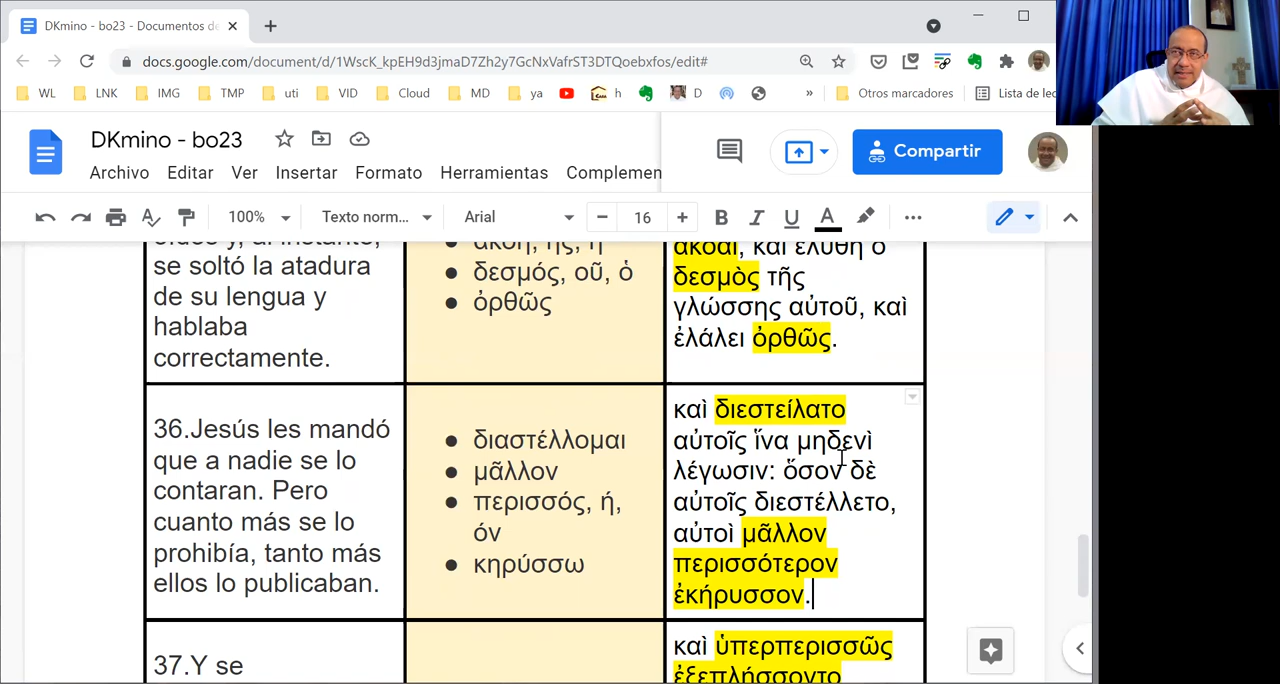 DKmino - bo23 - Documentos de
docs.google.com/document/d/1WscK_kpEH9d3jmaD7Zh2y7GcNxVafrST3DTQoebxfos/edit#
WL LNK IMG TMP uti VID Cloud MD ya h D » Otros marcadores Lista de lec
DKmino - bo23
Compartir
Archivo Editar Ver Insertar Formato Herramientas Complemen
100% Texto norm... Arial 16 B I U A
se soltó la atadura
de su lengua y
hablaba
correctamente.
ἀκοή, ῆς, ἡ
δεσμός, οῦ, ὁ
ὀρθῶς
ἀκοαί, καὶ ἐλύθη ὁ
δεσμὸς τῆς
γλώσσης αὐτοῦ, καὶ
ἐλάλει ὀρθῶς.
36.Jesús les mandó
que a nadie se lo
contaran. Pero
cuanto más se lo
prohibía, tanto más
ellos lo publicaban.
διαστέλλομαι
μᾶλλον
περισσός, ή,
όν
κηρύσσω
καὶ διεστείλατο
αὐτοῖς ἵνα μηδενὶ
λέγωσιν: ὅσον δὲ
αὐτοῖς διεστέλλετο,
αὐτοὶ μᾶλλον
περισσότερον
ἐκήρυσσον.
37.Y se
καὶ ὑπερπερισσῶς
ἐξεπλήσσοντο